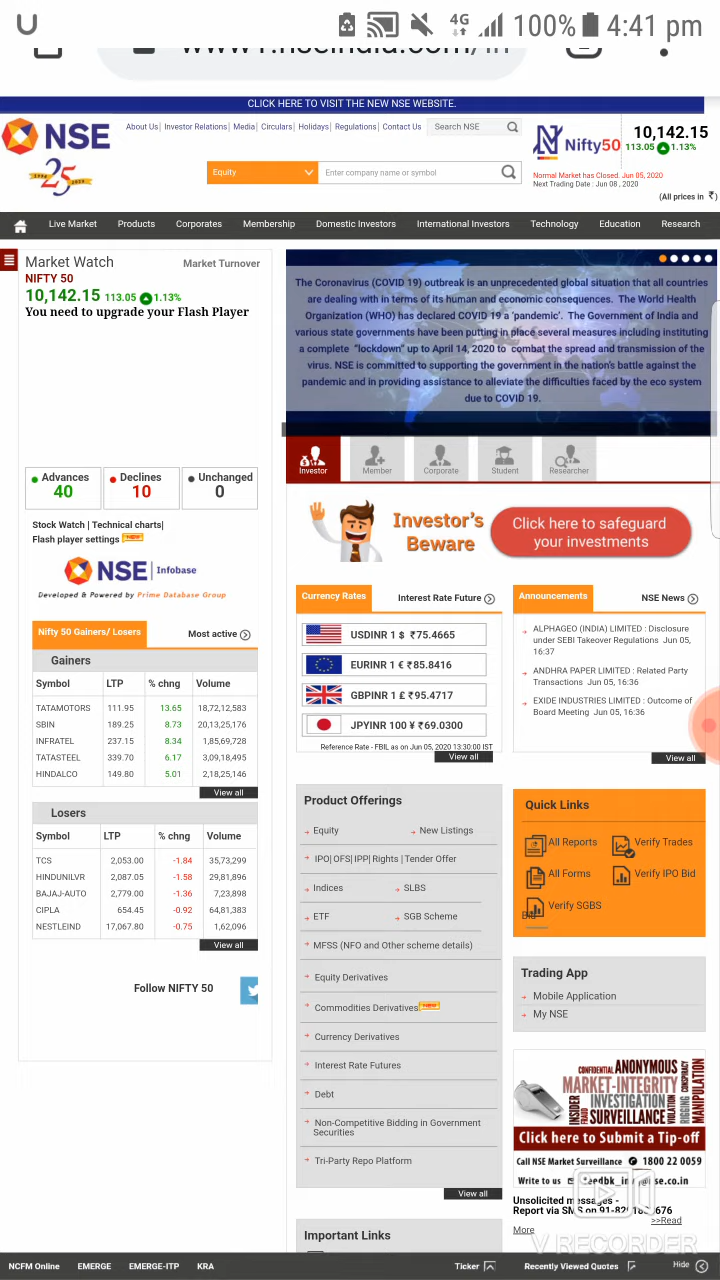 4G 100% 4:41 pm
CLICK HERE TO VISIT THE NEW NSE WEBSITE.
NSE
25
About Us| Investor Relations| Media| Circulars| Holidays| Regulations| Contact Us
Search NSE
Equity
Enter company name or symbol
Nifty50
10,142.15
113.05 1.13%
Normal Market has Closed. Jun 05, 2020
Next Trading Date : Jun 08 , 2020
(All prices in ₹)
Live Market Products Corporates Membership Domestic Investors International Investors Technology Education Research
Market Watch Market Turnover
NIFTY 50
10,142.15 113.05 1.13%
You need to upgrade your Flash Player
Advances
40
Declines
10
Unchanged
0
Stock Watch | Technical charts|
Flash player settings NEW
NSE Infobase
Developed & Powered by Prime Database Group
Nifty 50 Gainers/ Losers Most active
Gainers
Symbol LTP % chng Volume
TATAMOTORS 111.95 13.65 18,72,12,583
SBIN 189.25 8.73 20,13,25,176
INFRATEL 237.15 8.34 1,85,69,728
TATASTEEL 339.70 6.17 3,09,18,495
HINDALCO 149.80 5.01 2,18,25,146
View all
Losers
Symbol LTP % chng Volume
TCS 2,053.00 -1.84 35,73,299
HINDUNILVR 2,087.05 -1.58 29,81,896
BAJAJ-AUTO 2,779.00 -1.36 7,23,898
CIPLA 654.45 -0.92 64,81,383
NESTLEIND 17,067.80 -0.75 1,62,096
View all
Follow NIFTY 50
The Coronavirus (COVID 19) outbreak is an unprecedented global situation that all countries
are dealing with in terms of its human and economic consequences. The World Health
Organization (WHO) has declared COVID 19 a 'pandemic'. The Government of India and
various state governments have been putting in place several measures including instituting
a complete "lockdown" up to April 14, 2020 to combat the spread and transmission of the
virus. NSE is committed to supporting the government in the nation's battle against the
pandemic and in providing assistance to alleviate the difficulties faced by the eco system
due to COVID 19.
Investor Member Corporate Student Researcher
Investor's
Beware
Click here to safeguard
your investments
Currency Rates Interest Rate Future
USDINR 1 $ ₹75.4665
EURINR 1 € ₹85.8416
GBPINR 1 £ ₹95.4717
JPYINR 100 ¥ ₹69.0300
Reference Rate - FBIL as on Jun 05, 2020 13:30:00 IST
View all
Announcements NSE News
ALPHAGEO (INDIA) LIMITED : Disclosure
under SEBI Takeover Regulations Jun 05,
16:37
ANDHRA PAPER LIMITED : Related Party
Transactions Jun 05, 16:36
EXIDE INDUSTRIES LIMITED : Outcome of
Board Meeting Jun 05, 16:36
View all
Product Offerings
Equity New Listings
IPO| OFS| IPP| Rights | Tender Offer
Indices SLBS
ETF SGB Scheme
MFSS (NFO and Other scheme details)
Equity Derivatives
Commodities Derivatives NEW
Currency Derivatives
Interest Rate Futures
Debt
Non-Competitive Bidding in Government
Securities
Tri-Party Repo Platform
View all
Important Links
Quick Links
All Reports Verify Trades
All Forms Verify IPO Bid
Verify SGBS
Bid
Trading App
Mobile Application
My NSE
CONFIDENTIAL ANONYMOUS
MARKET-INTEGRITY
INVESTIGATION
SURVEILLANCE
INSIDER
FRAUD
VIOLATION
RIGGING
CONSPIRACY
MANIPULATION
Click here to Submit a Tip-off
Call NSE Market Surveillance 1800 22 0059
Write to us
Unsolicited messages -
Report via SMS on
>>Read
More
V RECORDER
NCFM Online EMERGE EMERGE-ITP KRA Ticker Recently Viewed Quotes Hide